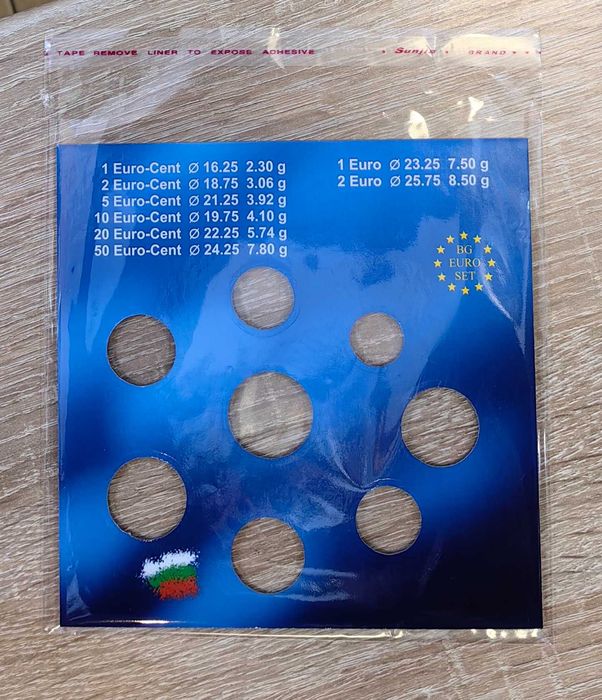 TAPE REMOVE LINER TO EXPOSE ADHESIVE
Sunjio BRAND
1 Euro-Cent Ø 16.25 2.30 g
2 Euro-Cent Ø 18.75 3.06 g
5 Euro-Cent Ø 21.25 3.92 g
10 Euro-Cent Ø 19.75 4.10 g
20 Euro-Cent Ø 22.25 5.74 g
50 Euro-Cent Ø 24.25 7.80 g
1 Euro Ø 23.25 7.50 g
2 Euro Ø 25.75 8.50 g
BG
EURO
SET